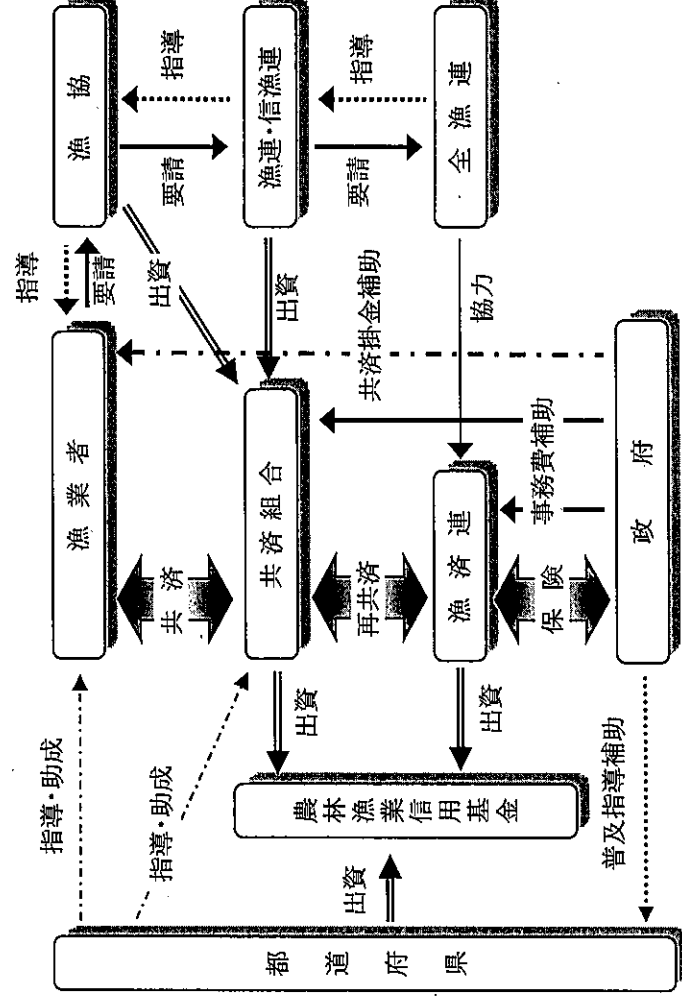 漁協
指導
要請
漁連・信漁連
指導
要請
全漁連
指導
要請
出資
出資
協力
共済掛金補助
漁業者
共済
共済組合
再共済
漁済連
保険
政府
事務費補助
出資
出資
農林漁業信用基金
指導・助成
指導・助成
出資
普及指導補助
都道府県